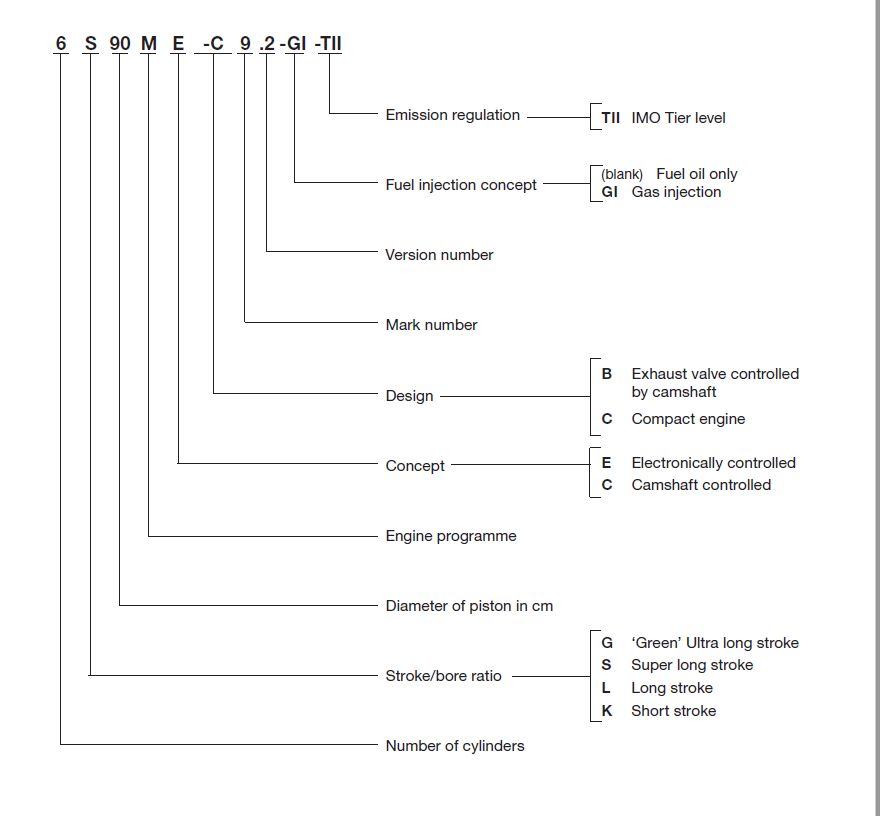 6 S 90 M E -C 9 .2 -GI -TII
Emission regulation
TII IMO Tier level
Fuel injection concept
(blank) Fuel oil only
GI Gas injection
Version number
Mark number
Design
B Exhaust valve controlled
by camshaft
C Compact engine
Concept
E Electronically controlled
C Camshaft controlled
Engine programme
Diameter of piston in cm
Stroke/bore ratio
G ‘Green’ Ultra long stroke
S Super long stroke
L Long stroke
K Short stroke
Number of cylinders